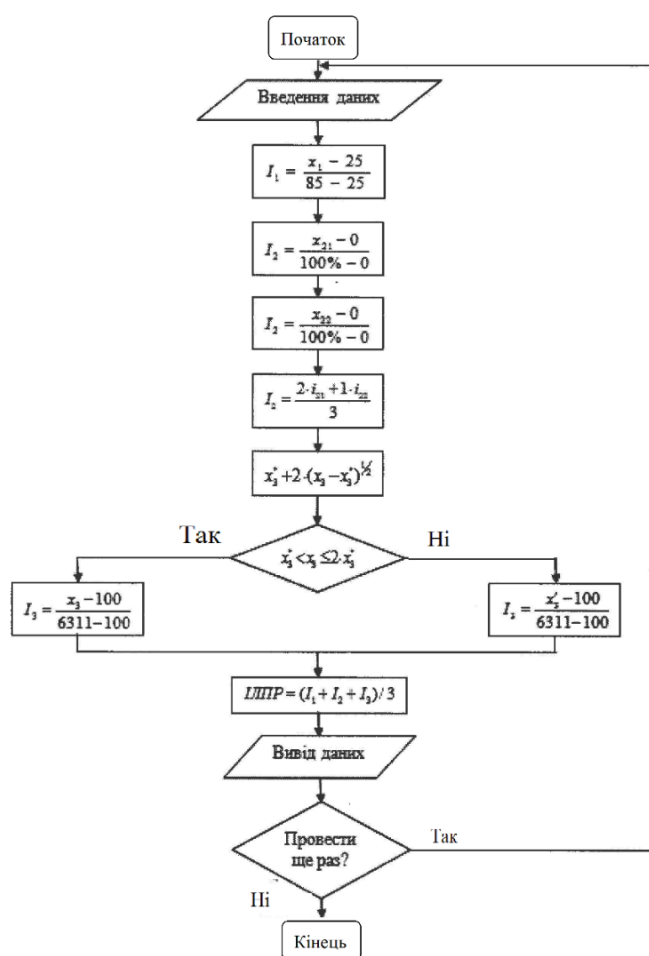 Початок
Введення даних
I₁ = (x₁ − 25) / (85 − 25)
I₂ = (x₂₁ − 0) / (100% − 0)
I₂ = (x₂₂ − 0) / (100% − 0)
I₂ = (2·i₂₁ + 1·i₂₂) / 3
x₃* + 2·(x₃ − x₃*)^½
Так
Ні
x₃* < x₃ ≤ 2·x₃*
I₃ = (x₃ − 100) / (6311 − 100)
I₃ = (x₃′ − 100) / (6311 − 100)
ІЛПР = (I₁ + I₂ + I₃) / 3
Вивід даних
Провести
ще раз?
Так
Ні
Кінець